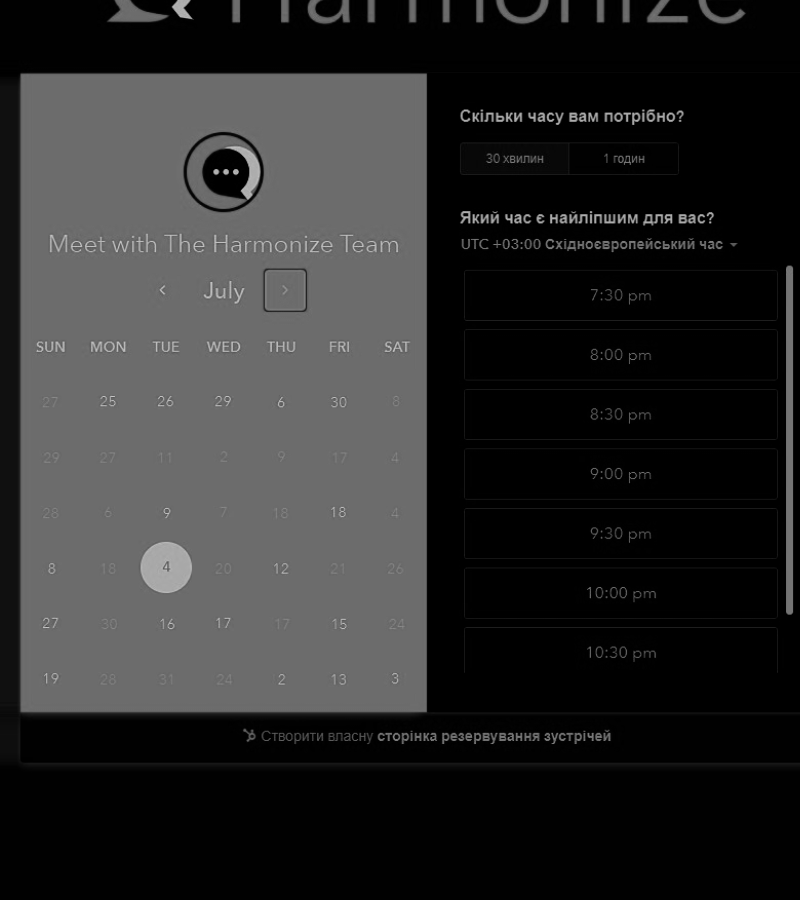 Harmonize
Meet with The Harmonize Team
July
SUN MON TUE WED THU FRI SAT
27 25 26 29 6 30 8
29 27 11 2 9 17 4
28 6 9 7 18 18 4
8 18 4 20 12 21 26
27 30 16 17 17 15 24
19 28 31 24 2 13 3
Скільки часу вам потрібно?
30 хвилин 1 годин
Який час є найліпшим для вас?
UTC +03:00 Східноєвропейський час
7:30 pm
8:00 pm
8:30 pm
9:00 pm
9:30 pm
10:00 pm
10:30 pm
Створити власну сторінка резервування зустрічей